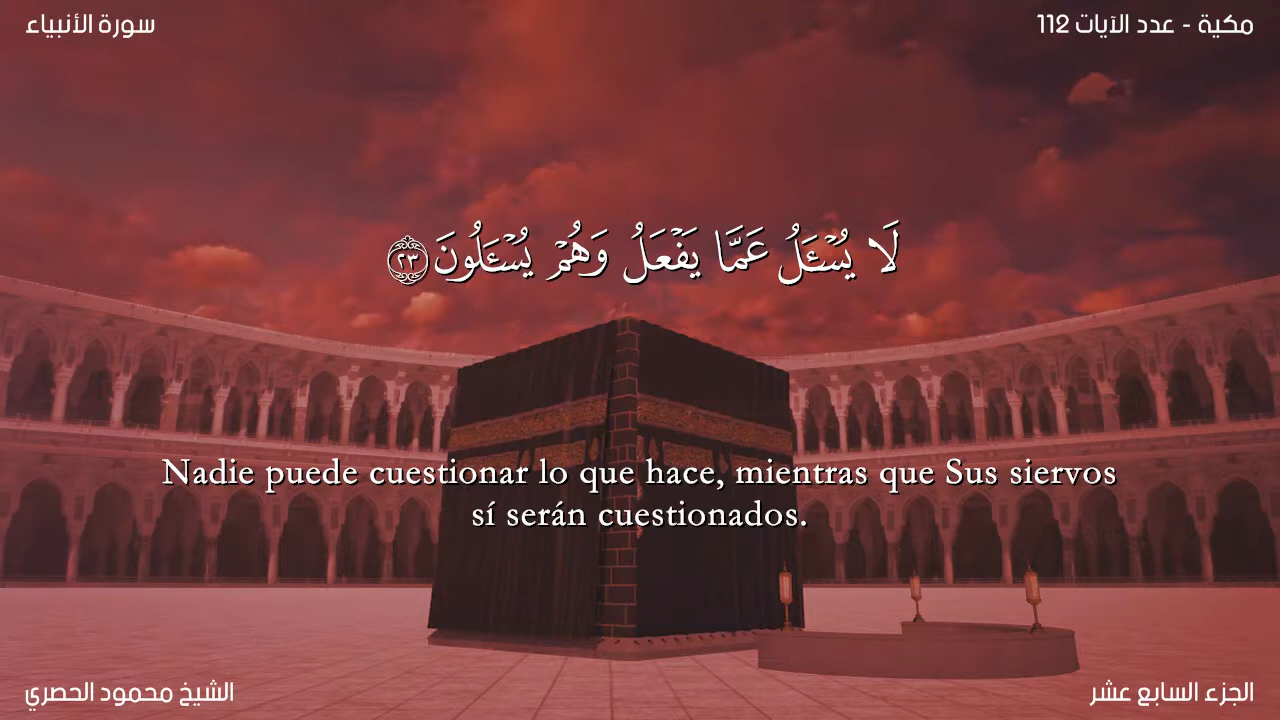 سورة الأنبياء
مكية - عدد الآيات 112
لَا يُسْـَٔلُ عَمَّا يَفْعَلُ وَهُمْ يُسْـَٔلُونَ ٢٣
Nadie puede cuestionar lo que hace, mientras que Sus siervos
sí serán cuestionados.
الشيخ محمود الحصري
الجزء السابع عشر